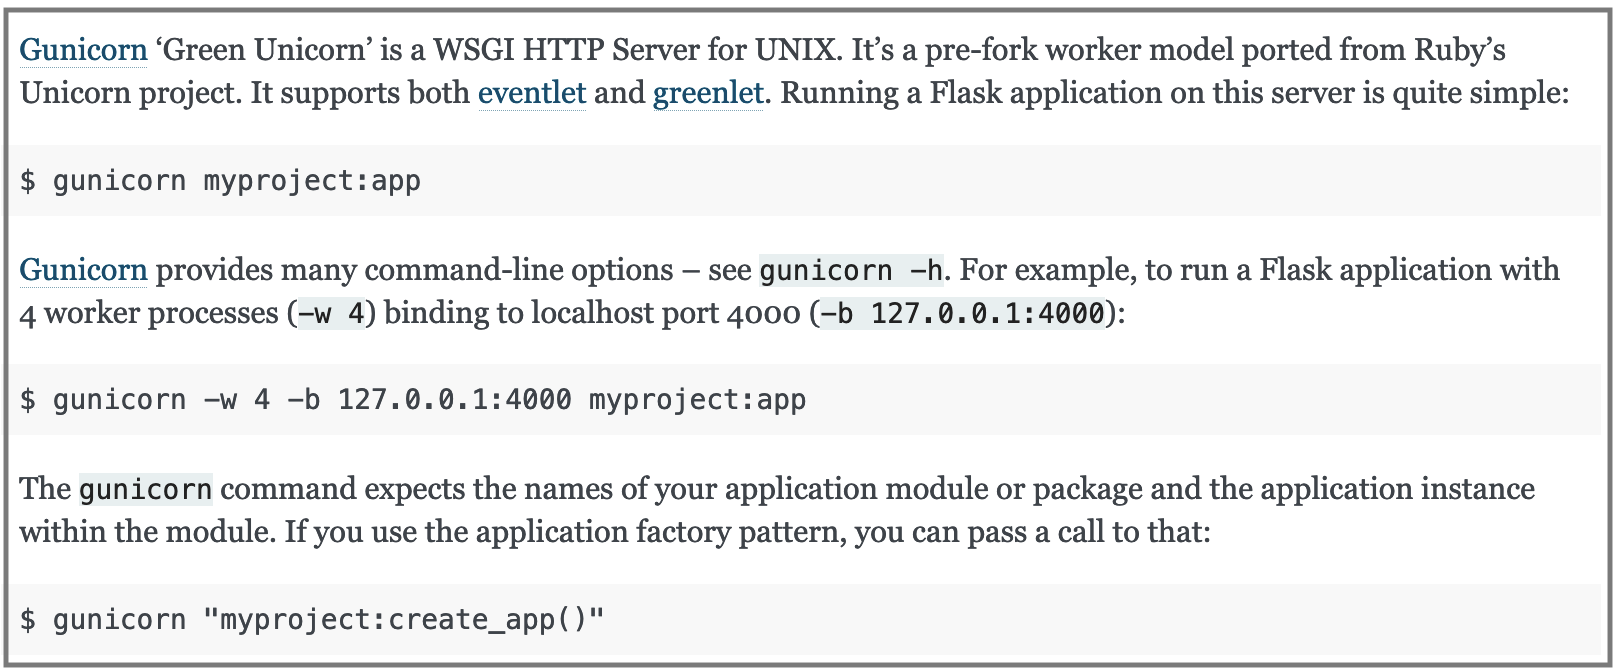 Gunicorn ‘Green Unicorn’ is a WSGI HTTP Server for UNIX. It’s a pre-fork worker model ported from Ruby’s
Unicorn project. It supports both eventlet and greenlet. Running a Flask application on this server is quite simple:
$ gunicorn myproject:app
Gunicorn provides many command-line options – see gunicorn -h. For example, to run a Flask application with
4 worker processes (-w 4) binding to localhost port 4000 (-b 127.0.0.1:4000):
$ gunicorn -w 4 -b 127.0.0.1:4000 myproject:app
The gunicorn command expects the names of your application module or package and the application instance
within the module. If you use the application factory pattern, you can pass a call to that:
$ gunicorn "myproject:create_app()"